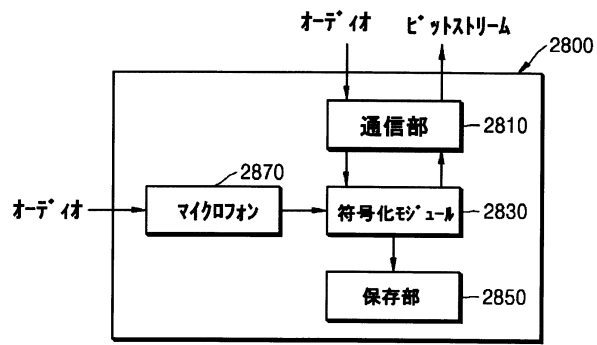 ｵｰﾃﾞｨｵ ﾋﾞｯﾄｽﾄﾘｰﾑ
2800
通信部 2810
2870
ｵｰﾃﾞｨｵ ﾏｲｸﾛﾌｫﾝ 符号化ﾓｼﾞｭｰﾙ 2830
保存部 2850